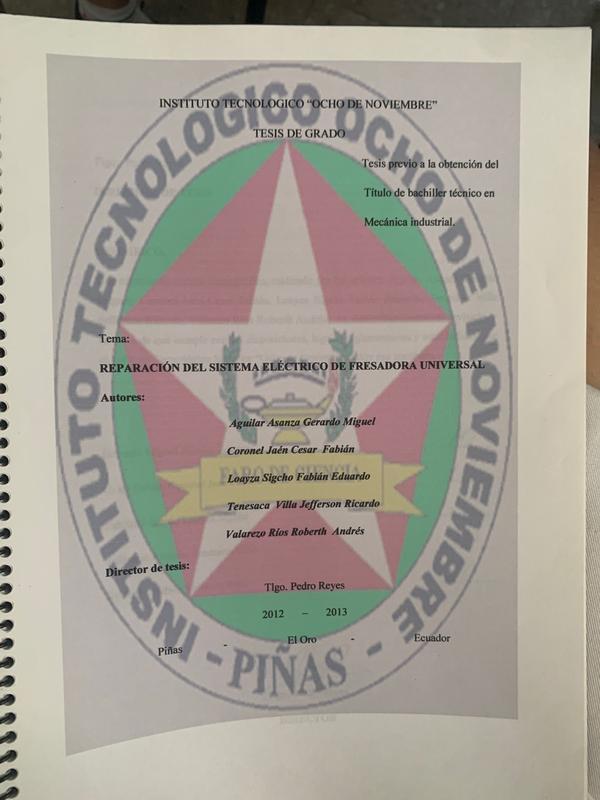 INSTITUTO TECNOLOGICO “OCHO DE NOVIEMBRE”
TESIS DE GRADO
Tesis previo a la obtención del
Título de bachiller técnico en
Mecánica industrial.
Tema:
REPARACIÓN DEL SISTEMA ELÉCTRICO DE FRESADORA UNIVERSAL
Autores:
Aguilar Asanza Gerardo Miguel
Coronel Jaén Cesar Fabián
Loayza Sigcho Fabián Eduardo
Tenesaca Villa Jefferson Ricardo
Valarezo Ríos Roberth Andrés
Director de tesis:
Tlgo. Pedro Reyes
2012 – 2013
Piñas - El Oro - Ecuador
INSTITUTO TECNOLOGICO OCHO DE NOVIEMBRE
FARO DE CIENCIA
- PIÑAS -